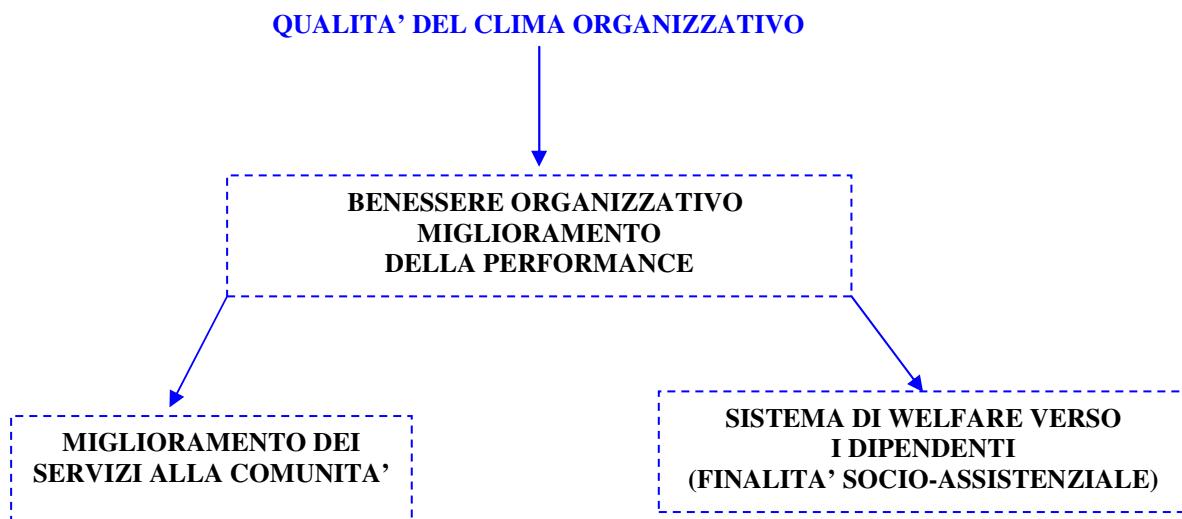 QUALITA’ DEL CLIMA ORGANIZZATIVO
BENESSERE ORGANIZZATIVO
MIGLIORAMENTO
DELLA PERFORMANCE
MIGLIORAMENTO DEI
SERVIZI ALLA COMUNITA’
SISTEMA DI WELFARE VERSO
I DIPENDENTI
(FINALITA’ SOCIO-ASSISTENZIALE)